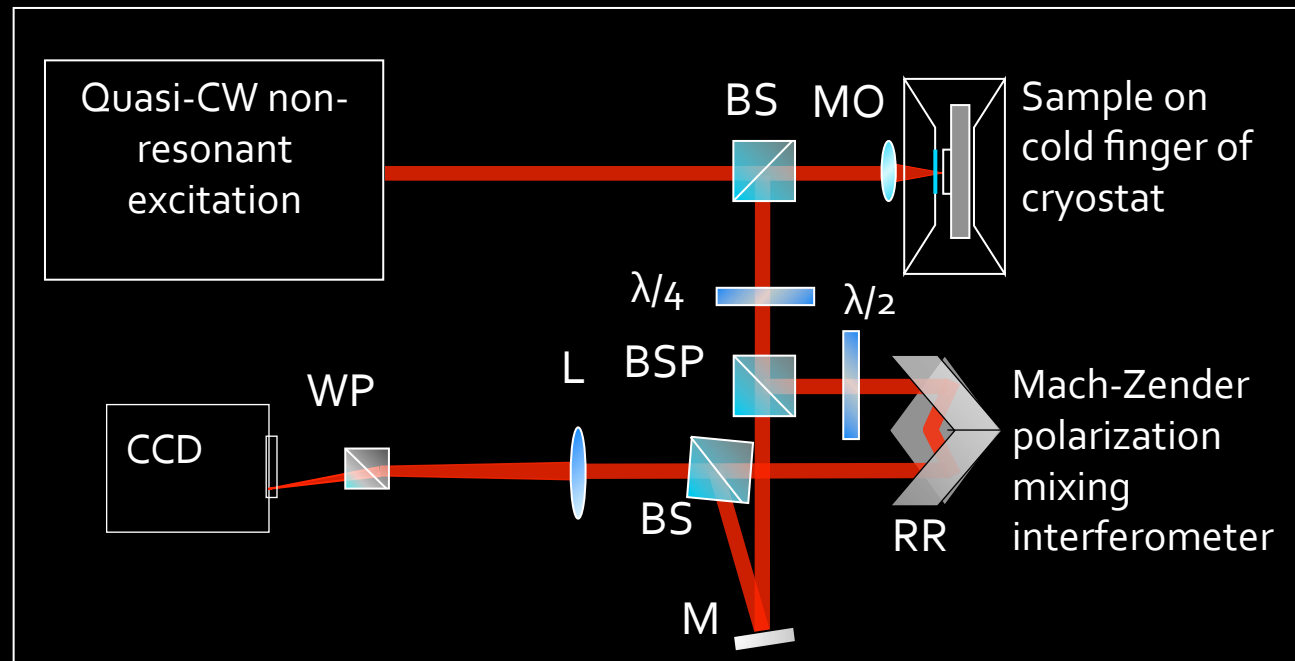 Quasi-CW non-
resonant
excitation
BS
MO
Sample on
cold finger of
cryostat
λ/4
λ/2
BSP
L
WP
CCD
BS
RR
M
Mach-Zender
polarization
mixing
interferometer